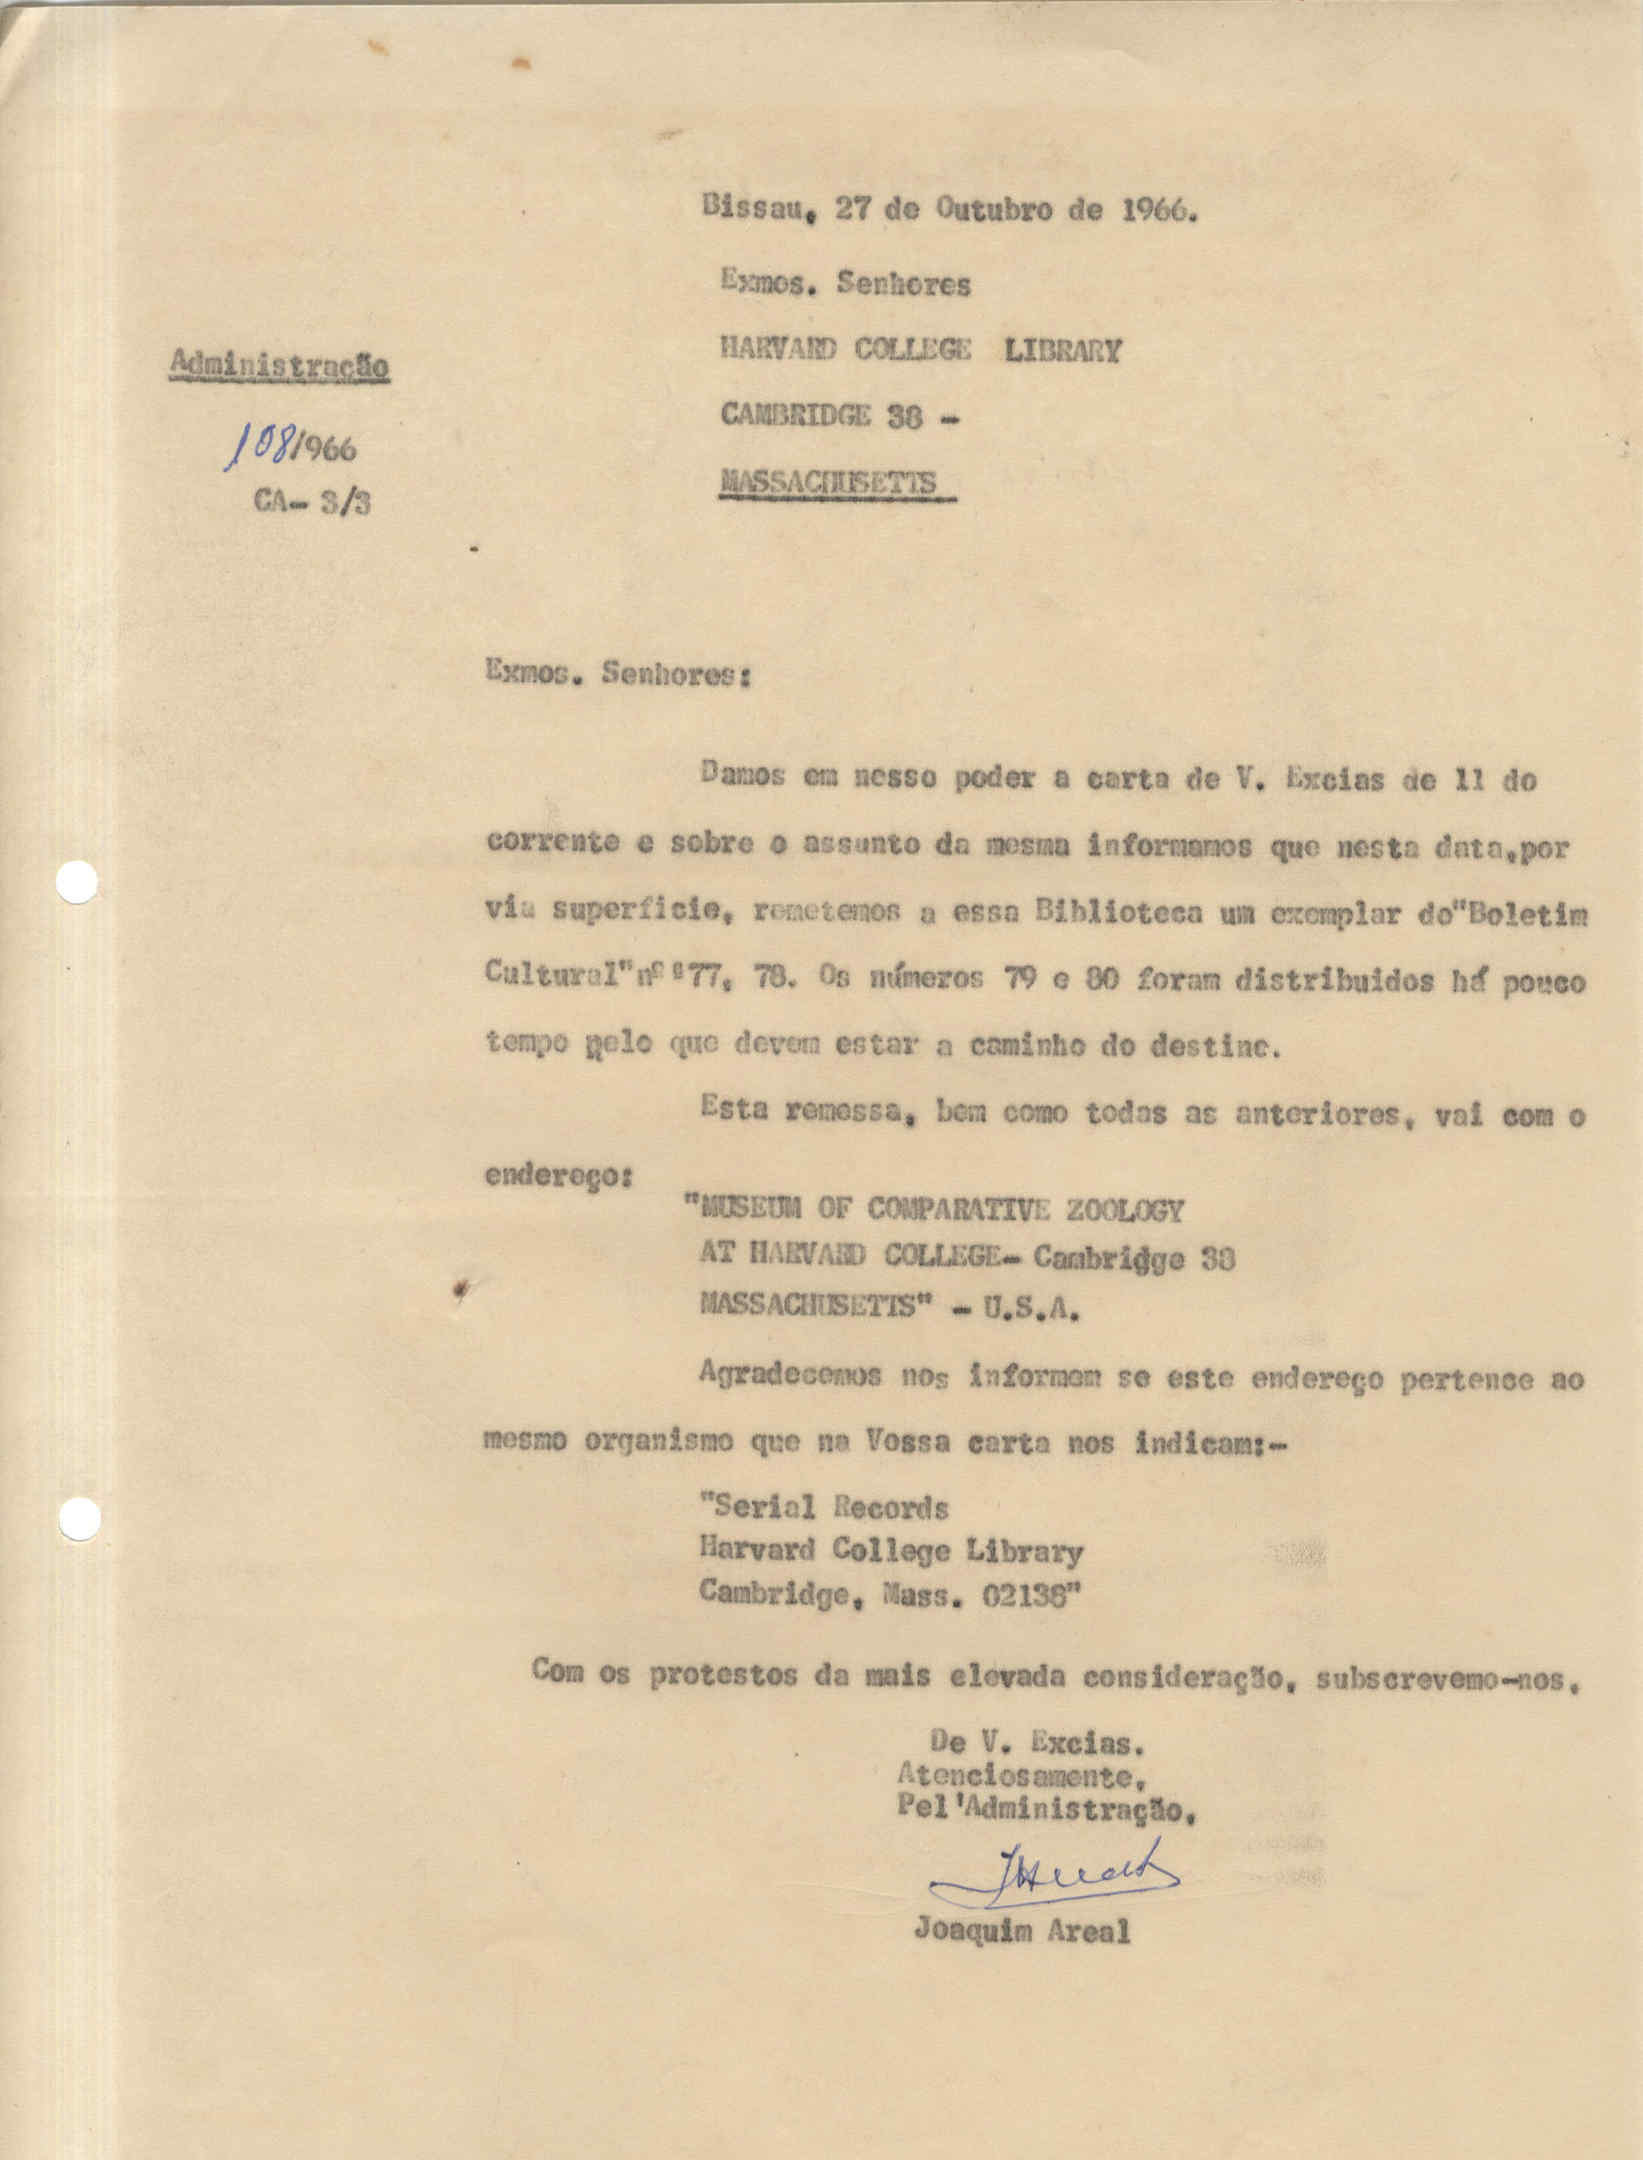 Bissau, 27 de Outubro de 1966.
Exmos. Senhores
HARVARD COLLEGE LIBRARY
Administração
CAMBRIDGE 38 -
108/966
MASSACHUSETTS
CA- 3/3
Exmos. Senhores:
Damos em nosso poder a carta de V. Excias de 11 do
corrente e sobre o assunto da mesma informamos que nesta data,por
via superfície, remetemos a essa Biblioteca um exemplar do"Boletim
Cultural"nºˢ77, 78. Os números 79 e 80 foram distribuidos há pouco
tempo pelo que devem estar a caminho do destino.
Esta remessa, bem como todas as anteriores, vai com o
endereço:
"MUSEUM OF COMPARATIVE ZOOLOGY
AT HARVARD COLLEGE- Cambridge 38
MASSACHUSETTS" - U.S.A.
Agradecemos nos informem se este endereço pertence ao
mesmo organismo que na Vossa carta nos indicam:-
"Serial Records
Harvard College Library
Cambridge, Mass. 02138"
Com os protestos da mais elevada consideração, subscrevemo-nos,
De V. Excias.
Atenciosamente,
Pel'Administração,
Joaquim Areal